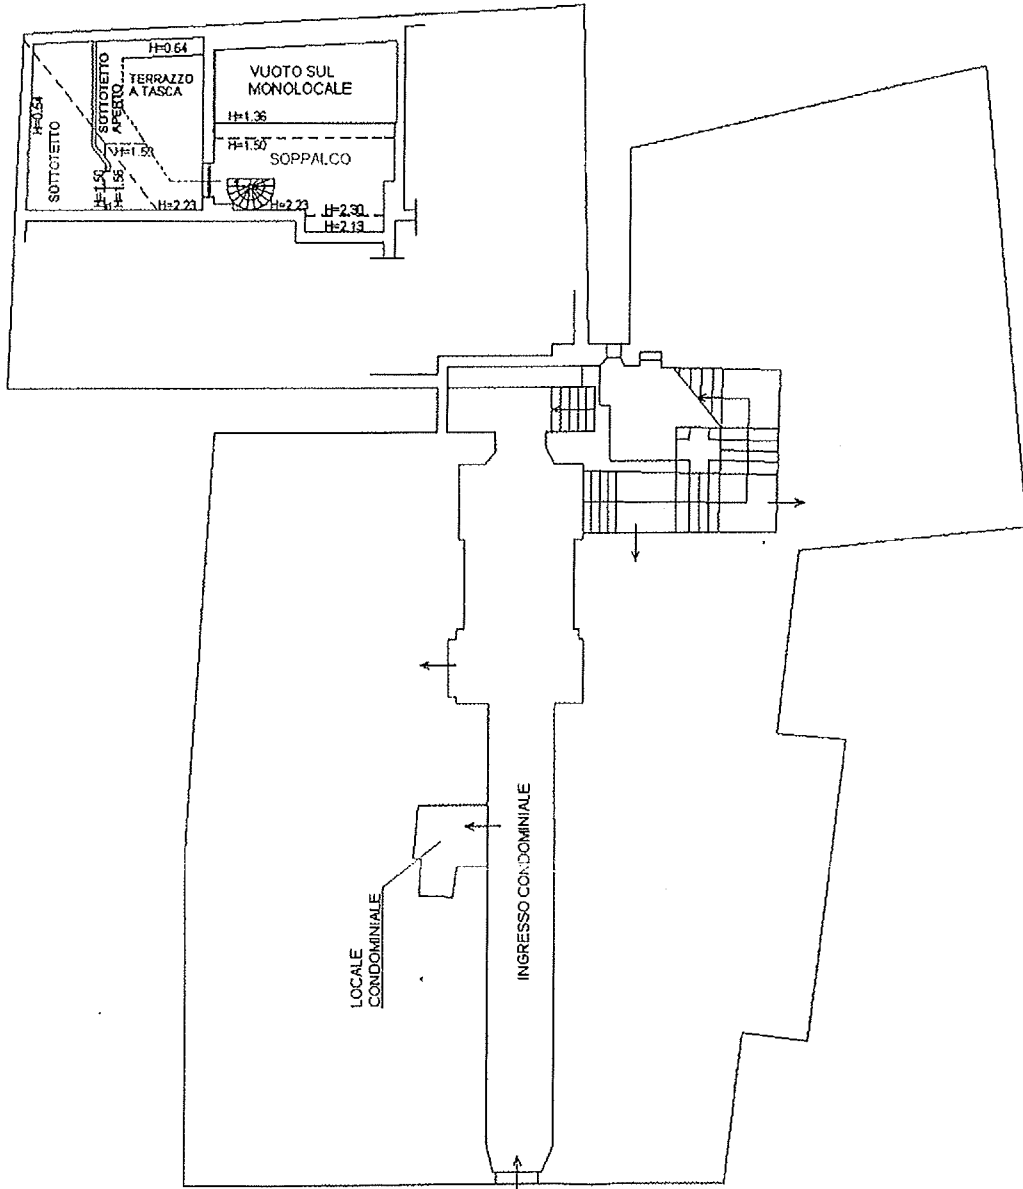 H=0.64
VUOTO SUL
MONOLOCALE
TERRAZZO
A TASCA
SOTTOTETTO
APERTO
H=0.54
SOTTOTETTO
H=1.36
H=1.50
SOPPALCO
H=1.50
H=1.56
H=2.23
H=2.23
H=2.30
H=2.13
INGRESSO CONDOMINIALE
LOCALE
CONDOMINIALE